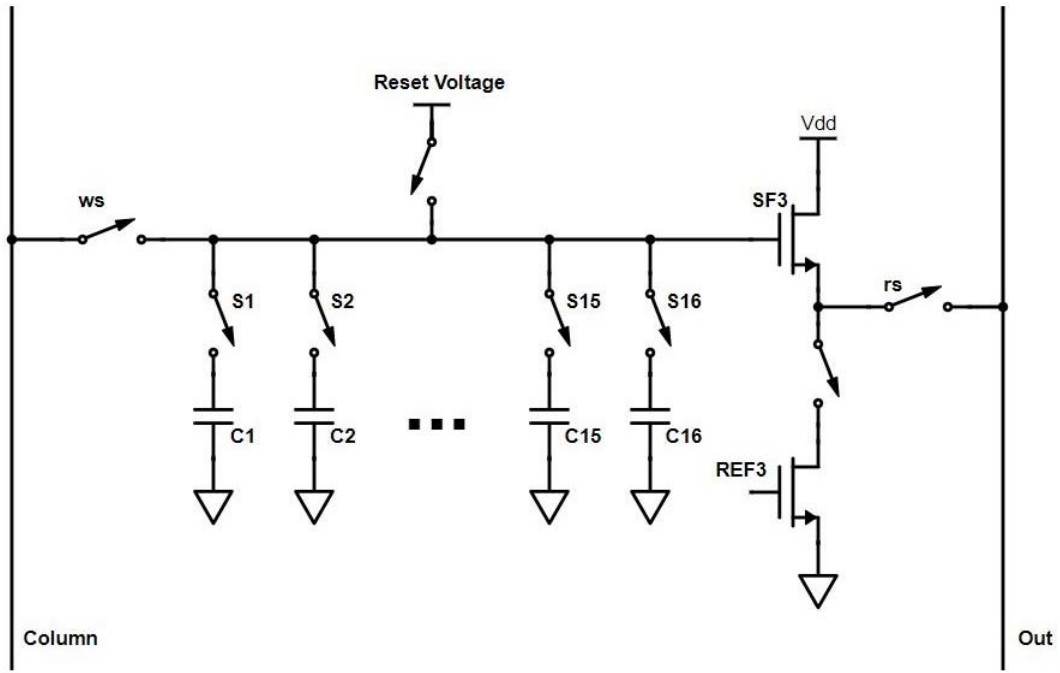 Reset Voltage
Vdd
ws
SF3
rs
S1
S2
S15
S16
C1
C2
C15
C16
REF3
Column
Out